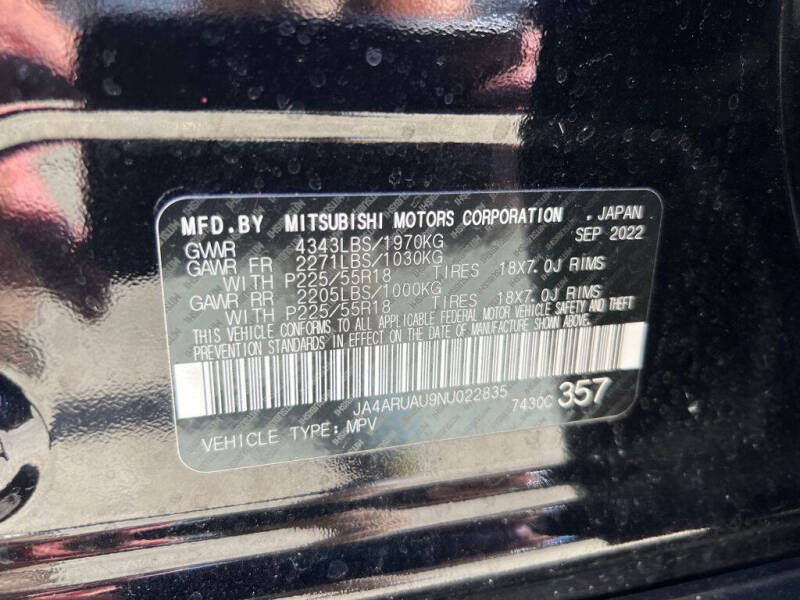 MFD.BY MITSUBISHI MOTORS CORPORATION .JAPAN
GVWR 4343LBS/1970KG SEP 2022
GAWR FR 2271LBS/1030KG
WITH P225/55R18 TIRES 18X7.0J RIMS
GAWR RR 2205LBS/1000KG
WITH P225/55R18 TIRES 18X7.0J RIMS
THIS VEHICLE CONFORMS TO ALL APPLICABLE FEDERAL MOTOR VEHICLE SAFETY AND THEFT
PREVENTION STANDARDS IN EFFECT ON THE DATE OF MANUFACTURE SHOWN ABOVE.
JA4ARUAU9NU022835 7430C 357
VEHICLE TYPE: MPV